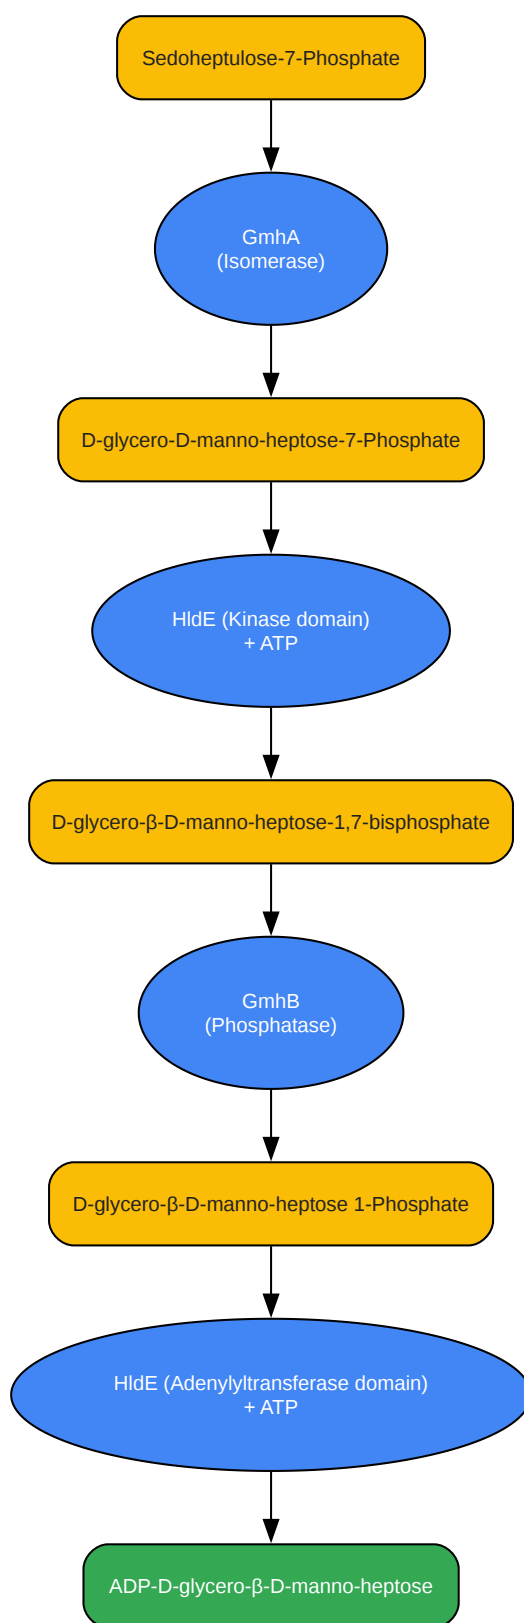 Sedoheptulose-7-Phosphate
GmhA
(Isomerase)
D-glycero-D-manno-heptose-7-Phosphate
HldE (Kinase domain)
+ ATP
D-glycero-β-D-manno-heptose-1,7-bisphosphate
GmhB
(Phosphatase)
D-glycero-β-D-manno-heptose 1-Phosphate
HldE (Adenylyltransferase domain)
+ ATP
ADP-D-glycero-β-D-manno-heptose